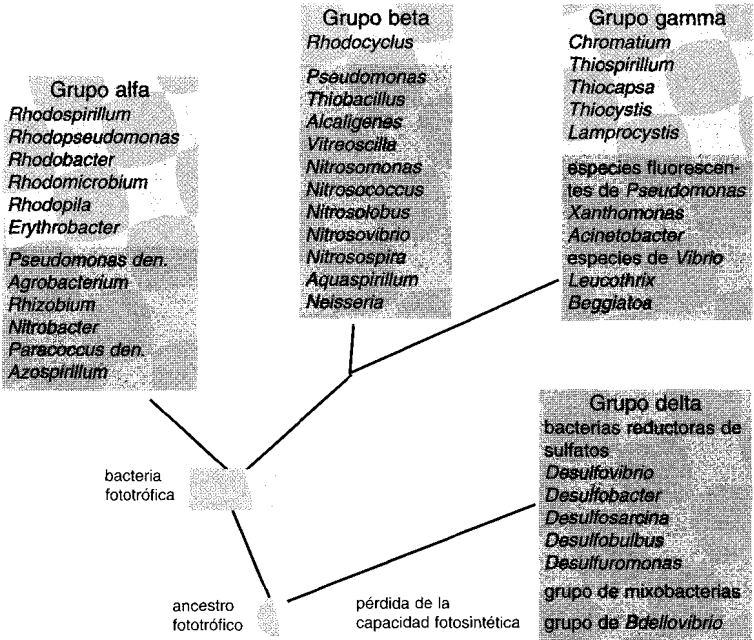 Grupo alfa
Rhodospirillum
Rhodopseudomonas
Rhodobacter
Rhodomicrobium
Rhodopila
Erythrobacter
Pseudomonas den.
Agrobacterium
Rhizobium
Nitrobacter
Paracoccus den.
Azospirillum
Grupo beta
Rhodocyclus
Pseudomonas
Thiobacillus
Alcaligenes
Vitreoscilla
Nitrosomonas
Nitrosococcus
Nitrosolobus
Nitrosovibrio
Nitrosospira
Aquaspirillum
Neisseria
Grupo gamma
Chromatium
Thiospirillum
Thiocapsa
Thiocystis
Lamprocystis
especies fluorescen-
tes de Pseudomonas
Xanthomonas
Acinetobacter
especies de Vibrio
Leucothrix
Beggiatoa
Grupo delta
bacterias reductoras de
sulfatos
Desulfovibrio
Desulfobacter
Desulfosarcina
Desulfobulbus
Desulfuromonas
grupo de mixobacterias
grupo de Bdellovibrio
bacteria
fototrófica
ancestro
fototrófico
pérdida de la
capacidad fotosintética